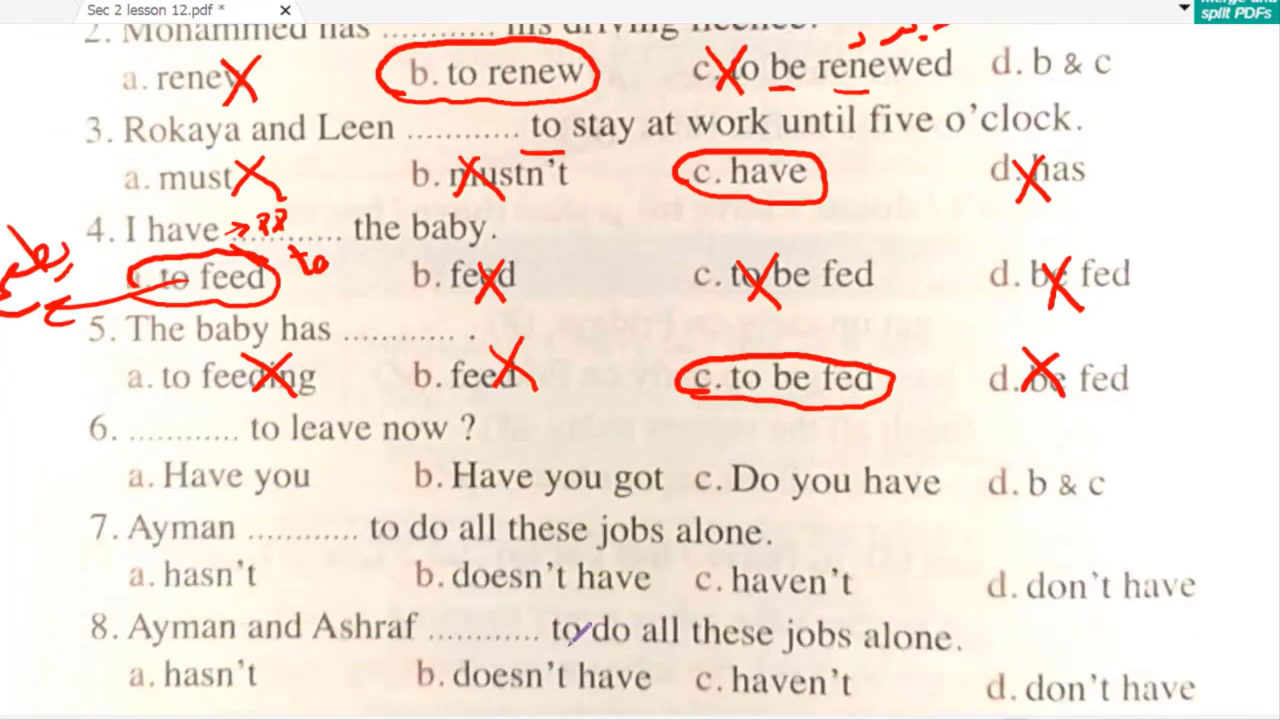 Sec 2 lesson 12.pdf *
Merge and
split PDFs
2. Mohammed has ............ his driving licence.
a. renew b. to renew c. to be renewed d. b & c
3. Rokaya and Leen ............ to stay at work until five o'clock.
a. must b. mustn't c. have d. has
4. I have ............ the baby.
to
a. to feed b. feed c. to be fed d. be fed
5. The baby has ............ .
a. to feeding b. feed c. to be fed d. be fed
6. ............ to leave now ?
a. Have you b. Have you got c. Do you have d. b & c
7. Ayman ............ to do all these jobs alone.
a. hasn't b. doesn't have c. haven't d. don't have
8. Ayman and Ashraf ............ to do all these jobs alone.
a. hasn't b. doesn't have c. haven't d. don't have